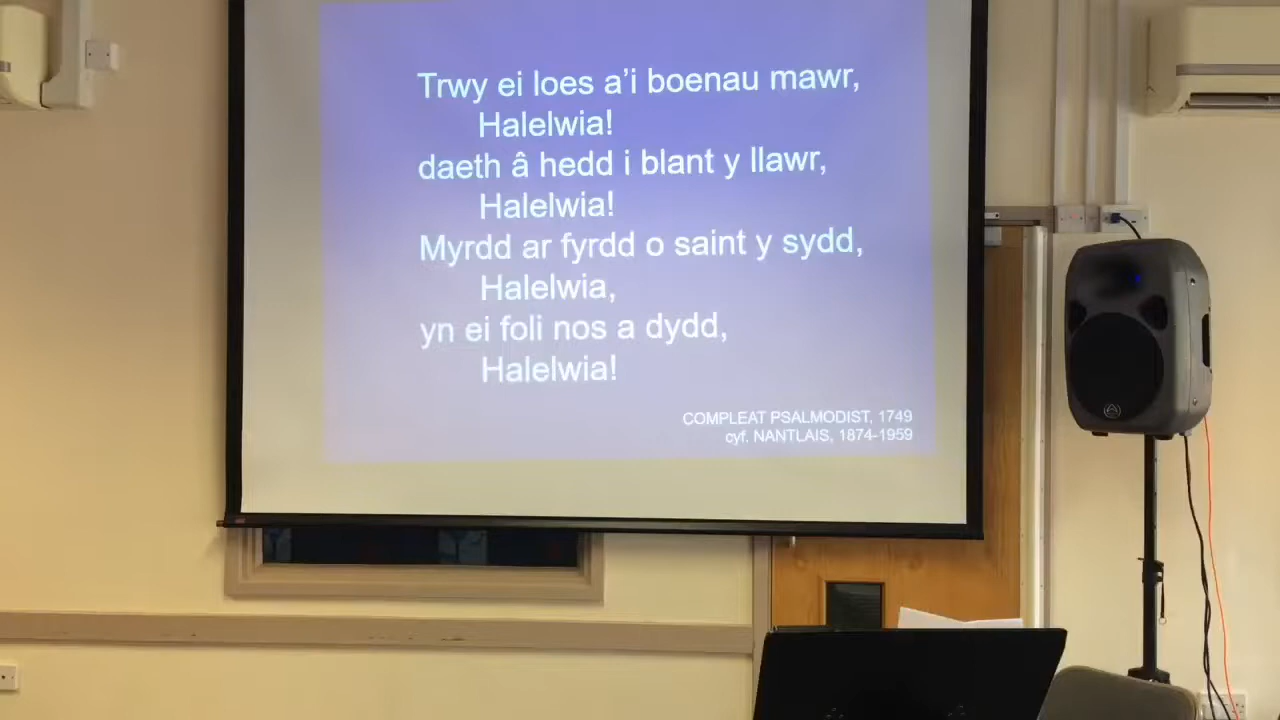 Trwy ei loes a'i boenau mawr,
Halelwia!
daeth â hedd i blant y llawr,
Halelwia!
Myrdd ar fyrdd o saint y sydd,
Halelwia,
yn ei foli nos a dydd,
Halelwia!
COMPLEAT PSALMODIST, 1749
cyf. NANTLAIS, 1874-1959